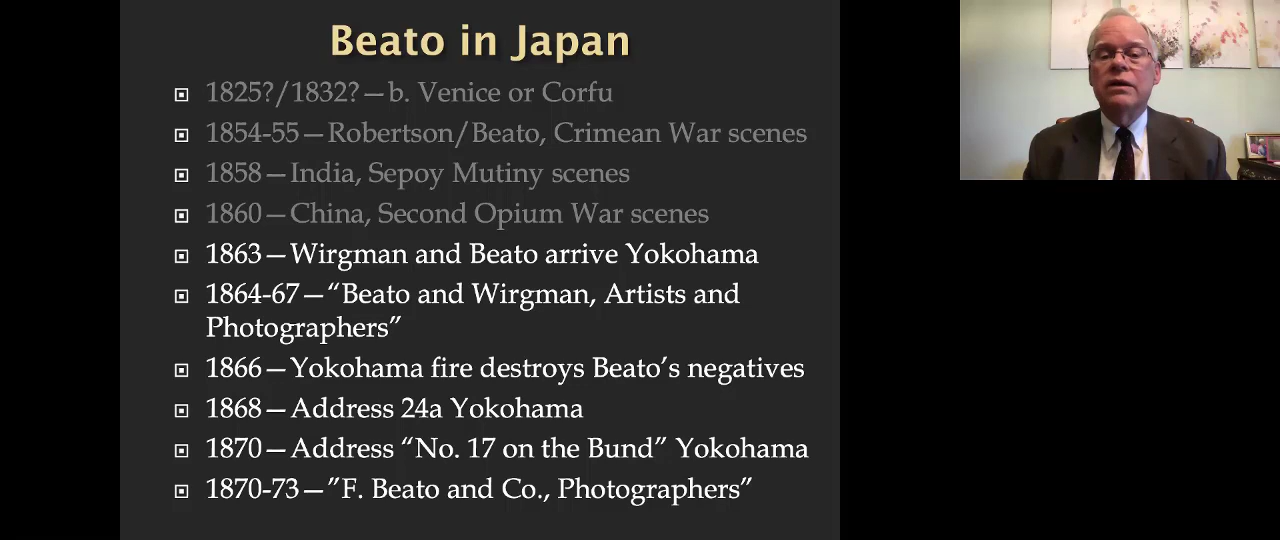 Beato in Japan
1825?/1832?—b. Venice or Corfu
1854-55—Robertson/Beato, Crimean War scenes
1858—India, Sepoy Mutiny scenes
1860—China, Second Opium War scenes
1863—Wirgman and Beato arrive Yokohama
1864-67—“Beato and Wirgman, Artists and
Photographers”
1866—Yokohama fire destroys Beato’s negatives
1868—Address 24a Yokohama
1870—Address “No. 17 on the Bund” Yokohama
1870-73—”F. Beato and Co., Photographers”